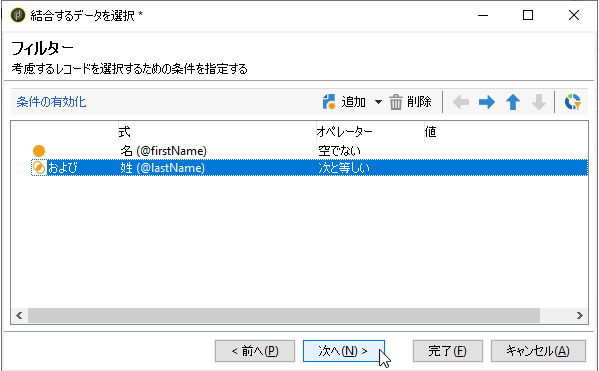 結合するデータを選択 *
フィルター
考慮するレコードを選択するための条件を指定する
条件の有効化 追加 削除
式 オペレーター 値
名 (@firstName) 空でない
および 姓 (@lastName) 次と等しい
< 前へ(P) 次へ(N) > 完了(F) キャンセル(A)